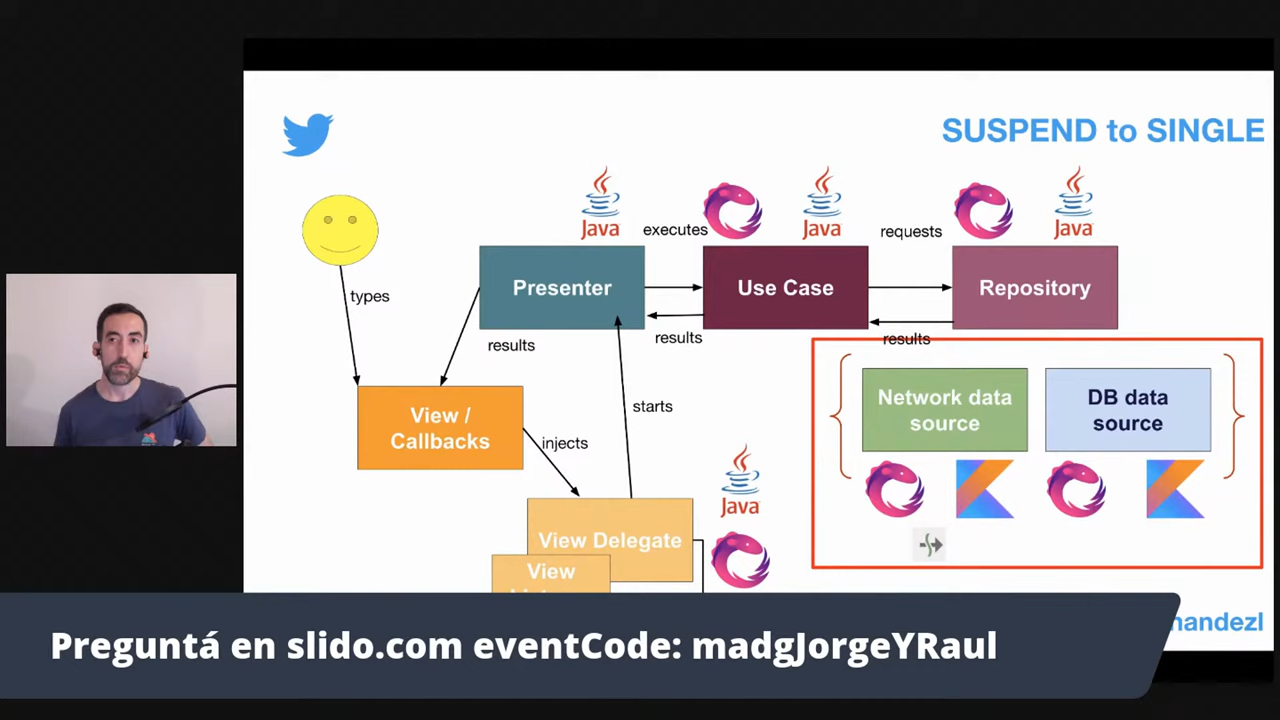 SUSPEND to SINGLE
Java
Java
Java
executes
requests
types
Presenter
Use Case
Repository
results
results
results
View /
Callbacks
starts
injects
Network data
source
DB data
source
Java
View Delegate
View
nandezl
Preguntá en slido.com eventCode: madgJorgeYRaul